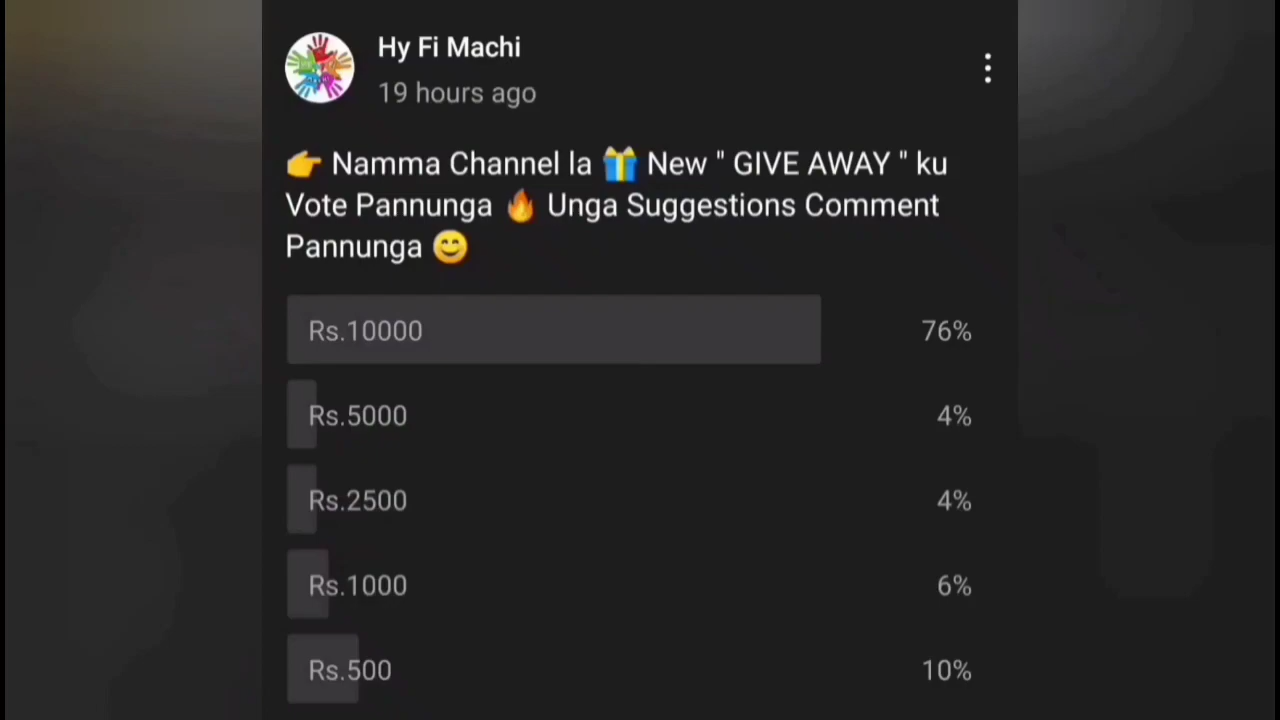 Hy Fi Machi
19 hours ago
👉 Namma Channel la 🎁 New " GIVE AWAY " ku
Vote Pannunga 🔥 Unga Suggestions Comment
Pannunga 😊
Rs.10000 76%
Rs.5000 4%
Rs.2500 4%
Rs.1000 6%
Rs.500 10%